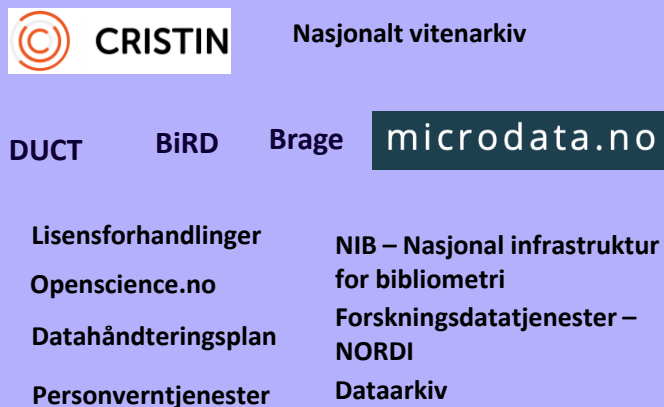 CRISTIN
Nasjonalt vitenarkiv
DUCT
BiRD
Brage
microdata.no
Lisensforhandlinger
Openscience.no
Datahåndteringsplan
Personverntjenester
NIB – Nasjonal infrastruktur
for bibliometri
Forskningsdatatjenester –
NORDI
Dataarkiv